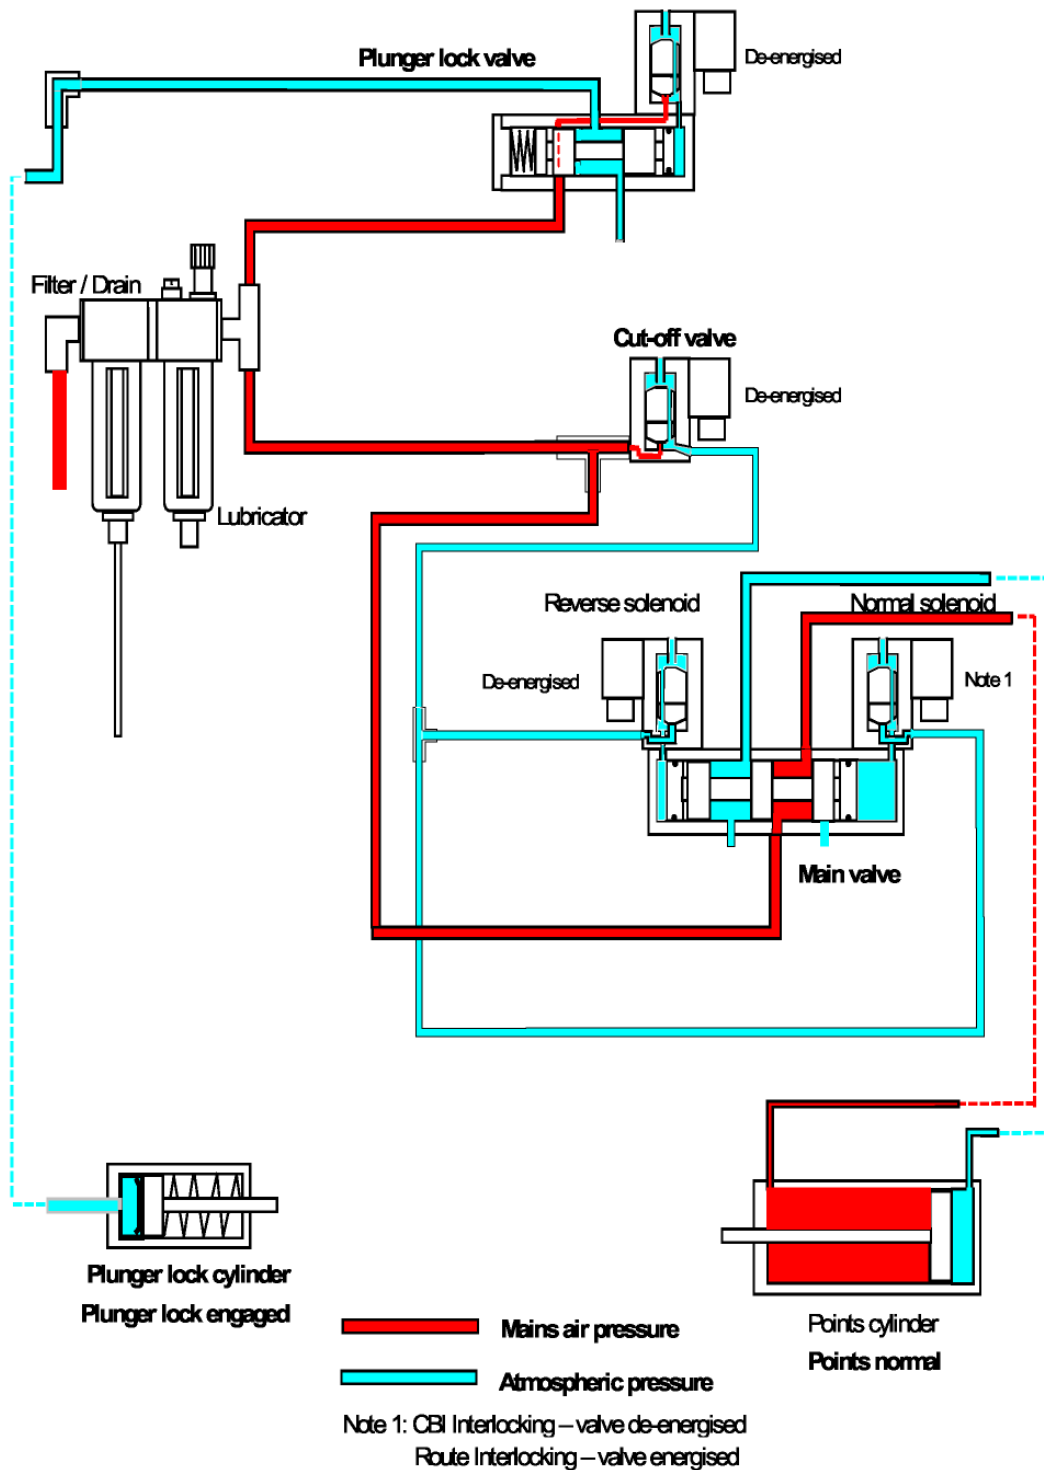 Plunger lock valve
De-energised
Filter / Drain
Lubricator
Cut-off valve
De-energised
Reverse solenoid
Normal solenoid
De-energised
Note 1
Main valve
Plunger lock cylinder
Plunger lock engaged
Mains air pressure
Atmospheric pressure
Points cylinder
Points normal
Note 1: CBI Interlocking – valve de-energised
Route Interlocking – valve energised